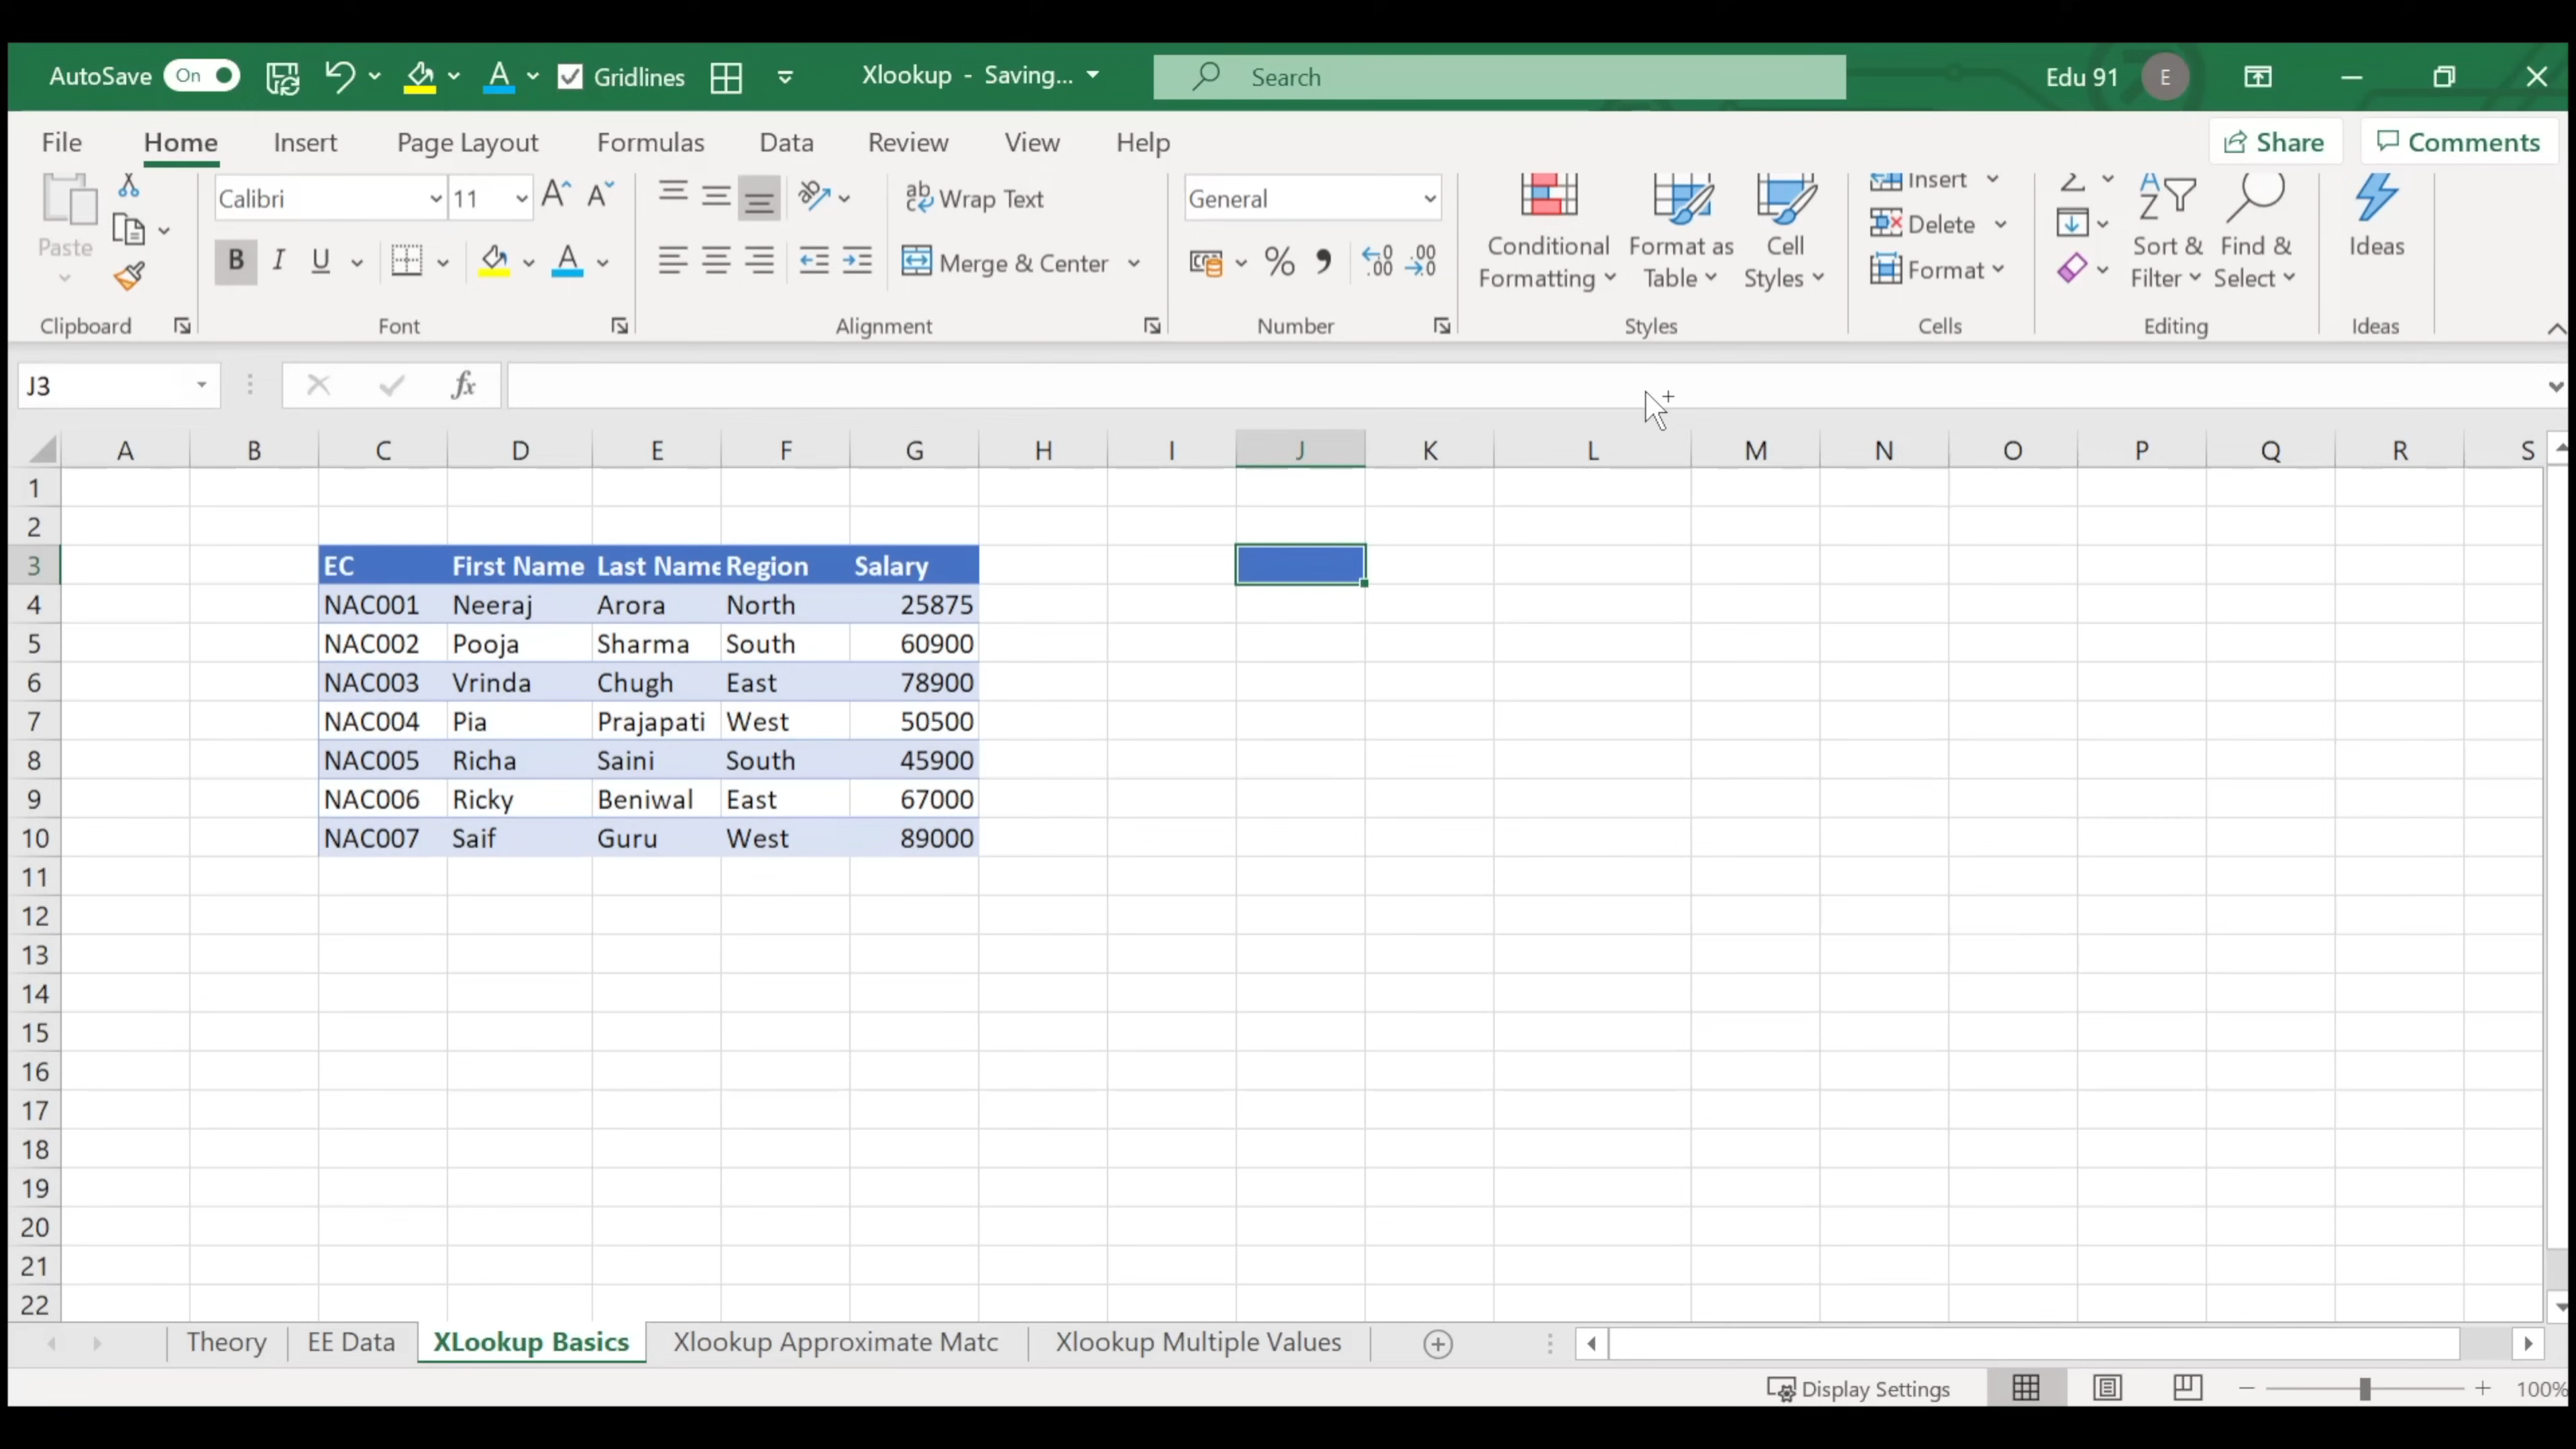 AutoSave On Gridlines Xlookup - Saving... Search Edu 91 E
File Home Insert Page Layout Formulas Data Review View Help Share Comments
Calibri 11 Wrap Text General Insert
Paste B I U Merge & Center % Conditional Formatting Format as Table Cell Styles Delete Format Sort & Filter Find & Select Ideas
Clipboard Font Alignment Number Styles Cells Editing Ideas
J3 fx
A B C D E F G H I J K L M N O P Q R S
1
2
3 EC First Name Last Name Region Salary
4 NAC001 Neeraj Arora North 25875
5 NAC002 Pooja Sharma South 60900
6 NAC003 Vrinda Chugh East 78900
7 NAC004 Pia Prajapati West 50500
8 NAC005 Richa Saini South 45900
9 NAC006 Ricky Beniwal East 67000
10 NAC007 Saif Guru West 89000
11
12
13
14
15
16
17
18
19
20
21
22
Theory EE Data XLookup Basics Xlookup Approximate Matc Xlookup Multiple Values
Display Settings 100%